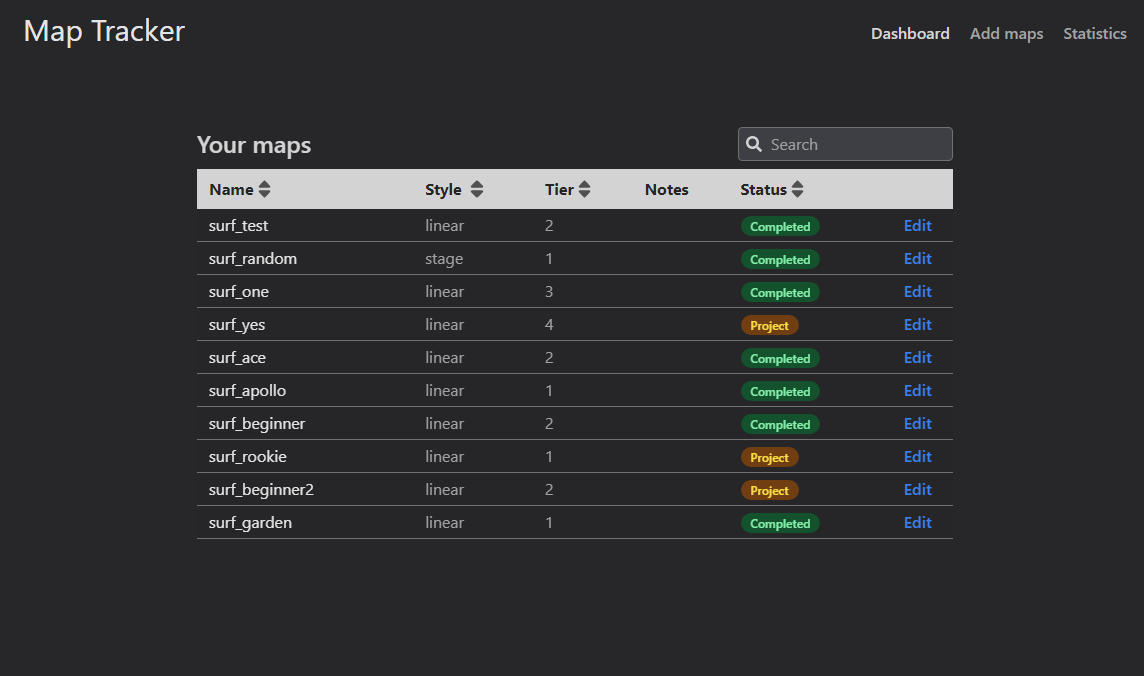 Map Tracker
Dashboard Add maps Statistics
Your maps
Search
Name Style Tier Notes Status
surf_test linear 2 Completed Edit
surf_random stage 1 Completed Edit
surf_one linear 3 Completed Edit
surf_yes linear 4 Project Edit
surf_ace linear 2 Completed Edit
surf_apollo linear 1 Completed Edit
surf_beginner linear 2 Completed Edit
surf_rookie linear 1 Project Edit
surf_beginner2 linear 2 Project Edit
surf_garden linear 1 Completed Edit